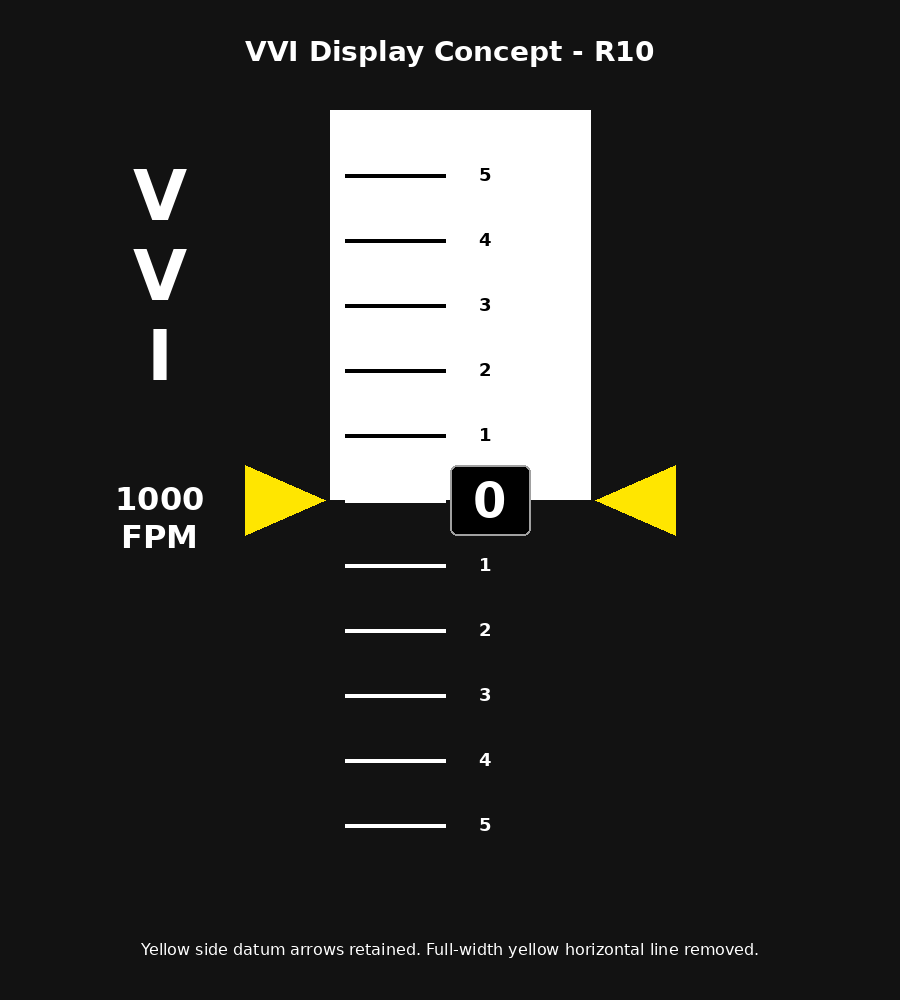 VVI Display Concept - R10
V
V
I
5
4
3
2
1
0
1000
FPM
1
2
3
4
5
Yellow side datum arrows retained. Full-width yellow horizontal line removed.